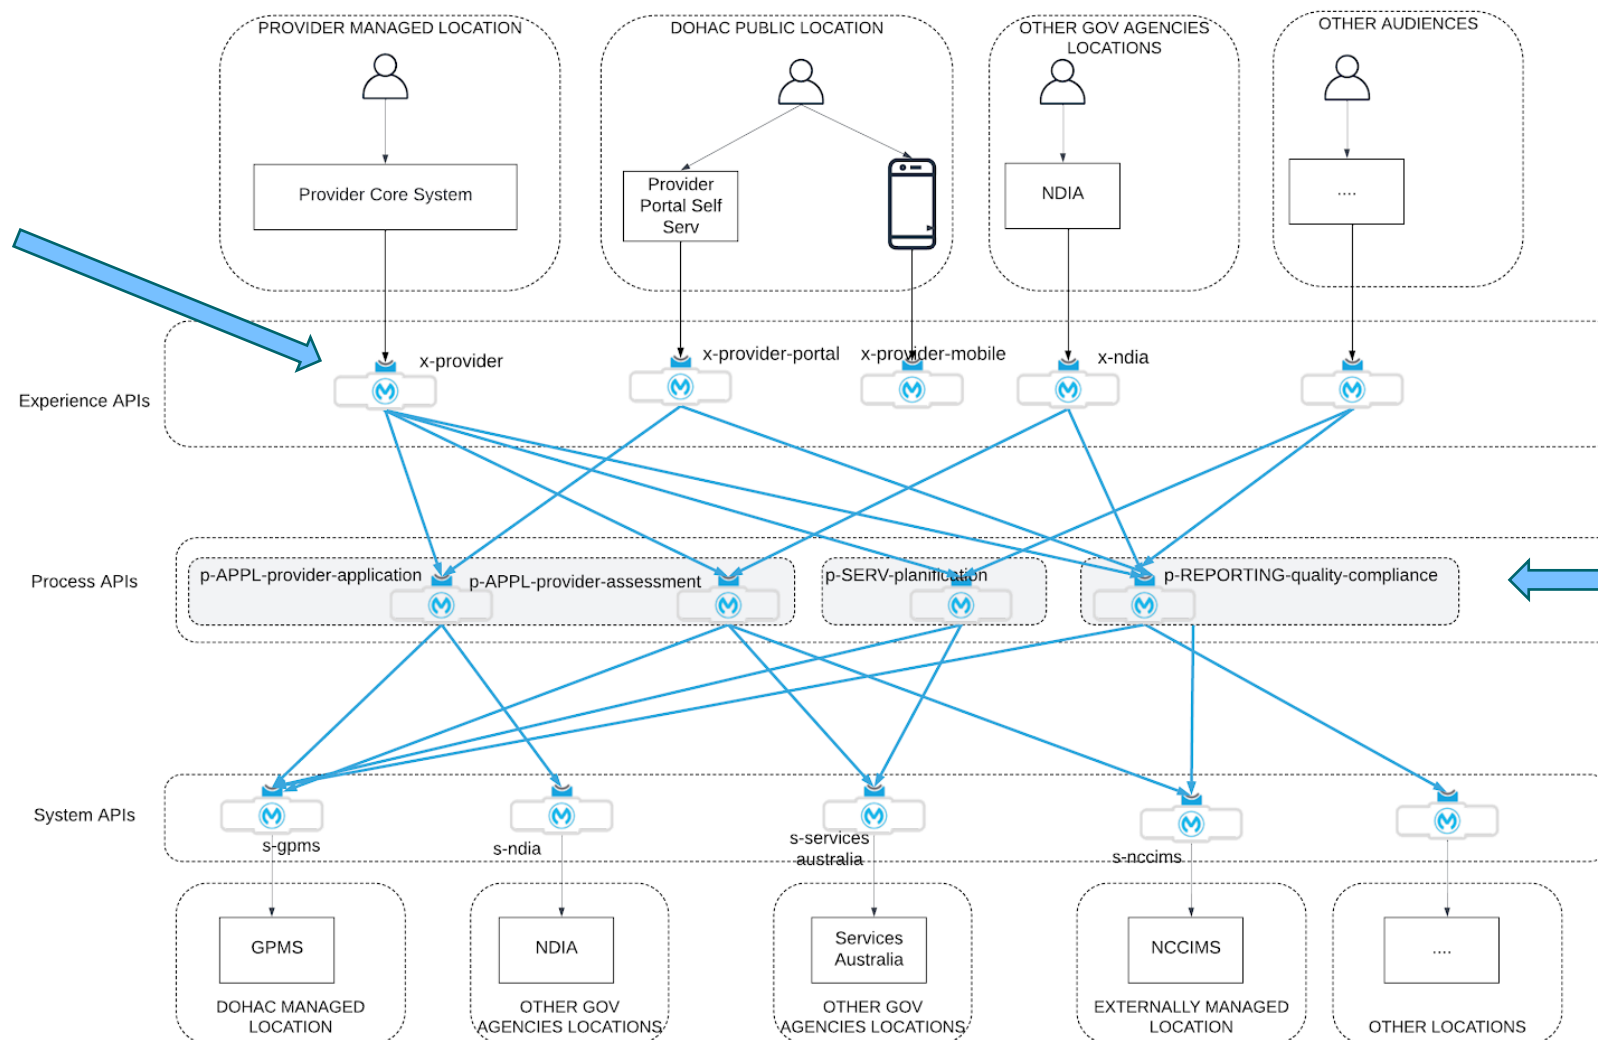 PROVIDER MANAGED LOCATION
DOHAC PUBLIC LOCATION
OTHER GOV AGENCIES
LOCATIONS
OTHER AUDIENCES
Provider Core System
Provider
Portal Self
Serv
NDIA
....
x-provider
x-provider-portal
x-provider-mobile
x-ndia
Experience APIs
Process APIs
p-APPL-provider-application
p-APPL-provider-assessment
p-SERV-planification
p-REPORTING-quality-compliance
System APIs
s-gpms
s-ndia
s-services
australia
s-nccims
GPMS
NDIA
Services
Australia
NCCIMS
....
DOHAC MANAGED
LOCATION
OTHER GOV
AGENCIES LOCATIONS
OTHER GOV
AGENCIES LOCATIONS
EXTERNALLY MANAGED
LOCATION
OTHER LOCATIONS